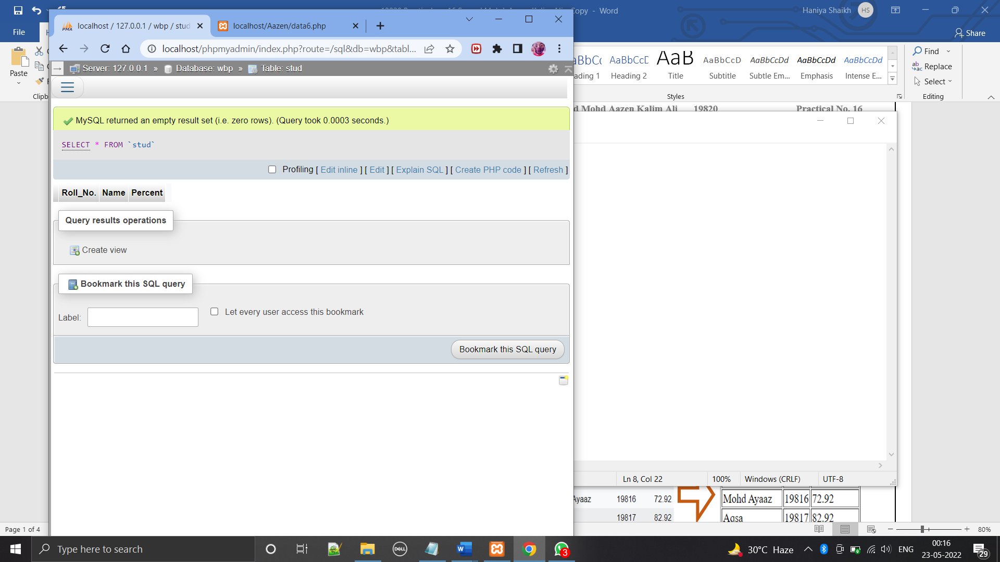 Copy - Word
Haniya Shaikh
HS
File
Share
localhost / 127.0.0.1 / wbp / stud
localhost/Aazen/data6.php
localhost/phpmyadmin/index.php?route=/sql&db=wbp&tabl...
Server: 127.0.0.1 » Database: wbp » Table: stud
Paste
Clipb
AaBbCcD
AaBbCcDd
AaBbCcDd
AaBbCcDd
Heading 2
Title
Subtitle
Subtle Em...
Emphasis
Intense E...
Styles
Find
Replace
Select
Editing
d Mohd Aazen Kalim Ali 19820 Practical No. 16
MySQL returned an empty result set (i.e. zero rows). (Query took 0.0003 seconds.)
SELECT * FROM `stud`
Profiling [ Edit inline ] [ Edit ] [ Explain SQL ] [ Create PHP code ] [ Refresh ]
Roll_No. Name Percent
Query results operations
Create view
Bookmark this SQL query
Label:
Let every user access this bookmark
Bookmark this SQL query
Ln 8, Col 22
100%
Windows (CRLF)
UTF-8
Ayaaz 19816 72.92
Mohd Ayaaz 19816 72.92
19817 82.92
Aqsa 19817 82.92
Page 1 of 4
80%
Type here to search
DELL
3
30°C Haze
ENG
00:16
23-05-2022
29